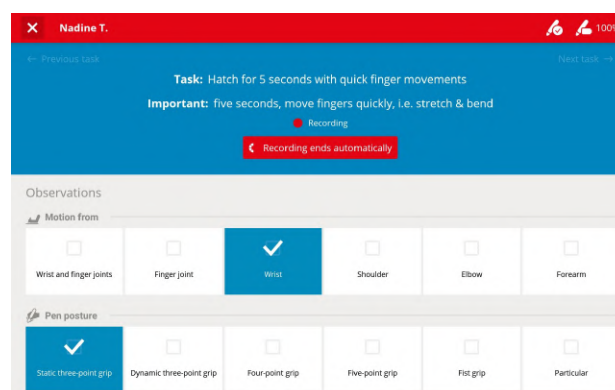 Nadine T.
100%
← Previous task
Next task →
Task: Hatch for 5 seconds with quick finger movements
Important: five seconds, move fingers quickly, i.e. stretch & bend
Recording
Recording ends automatically
Observations
Motion from
Wrist and finger joints
Finger joint
Wrist
Shoulder
Elbow
Forearm
Pen posture
Static three-point grip
Dynamic three-point grip
Four-point grip
Five-point grip
Fist grip
Particular